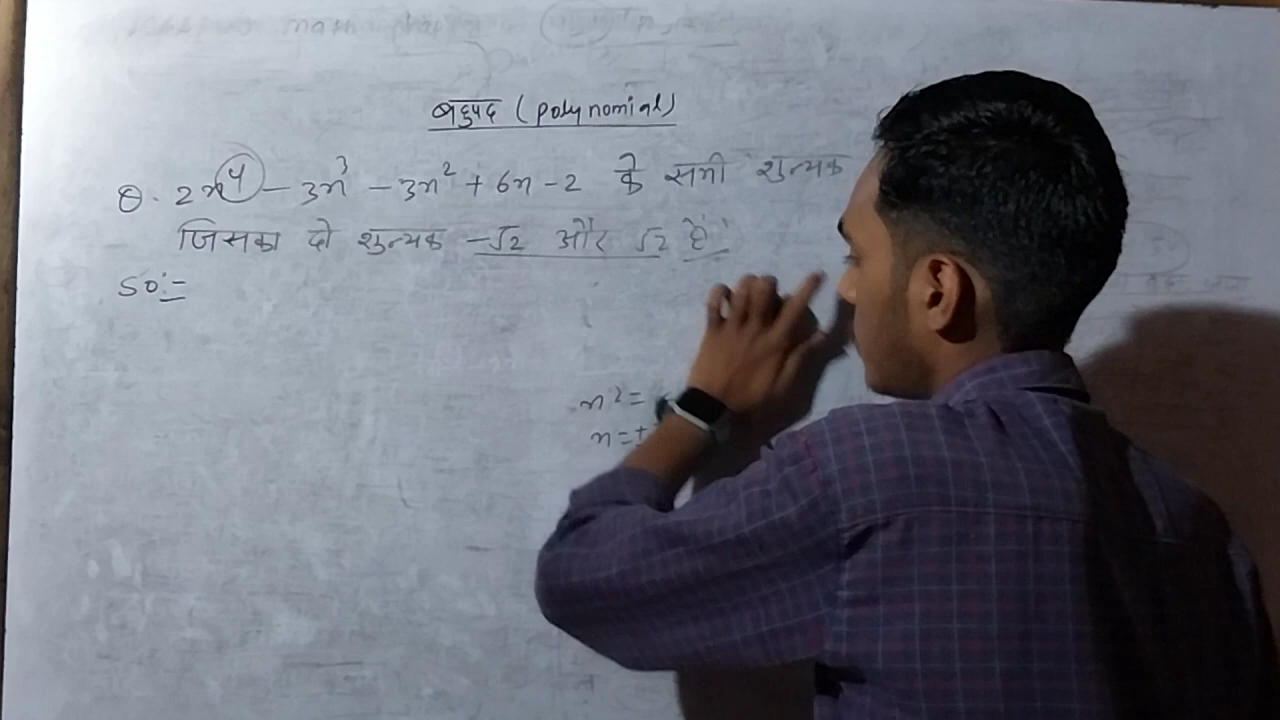 बहुपद (polynomial)
Q. 2x⁴ - 3x³ - 3x² + 6x - 2 के सभी शुन्यक
जिसका दो शुन्यक -√2 और √2 है
so:-
x² =
x = ±